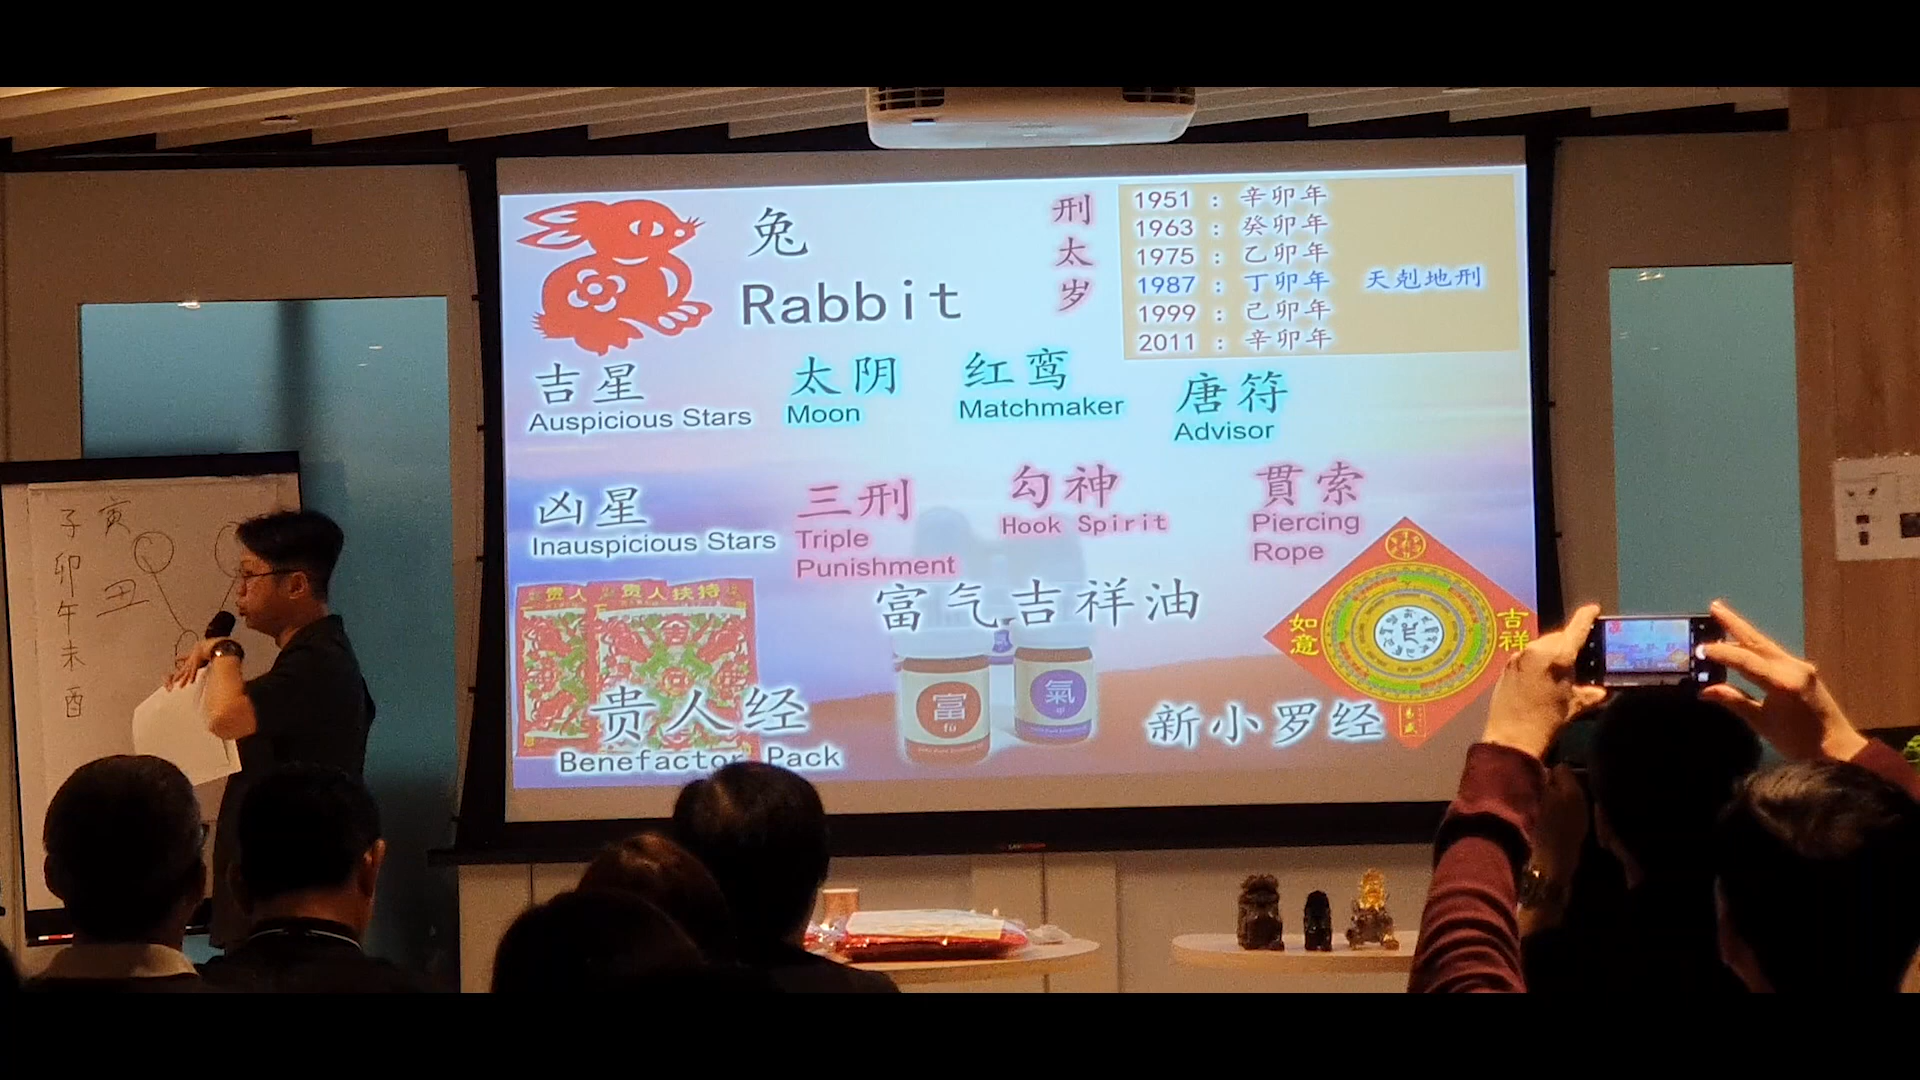 兔
Rabbit
刑太岁
1951 : 辛卯年
1963 : 癸卯年
1975 : 乙卯年
1987 : 丁卯年 天剋地刑
1999 : 己卯年
2011 : 辛卯年
吉星
Auspicious Stars
太阴
Moon
红鸾
Matchmaker
唐符
Advisor
凶星
Inauspicious Stars
三刑
Triple
Punishment
勾神
Hook Spirit
貫索
Piercing
Rope
富气吉祥油
贵人
贵人扶持
贵人经
Benefactor Pack
富
fù
氣
qì
如意
吉祥
新小罗经
子卯午未酉
寅
丑